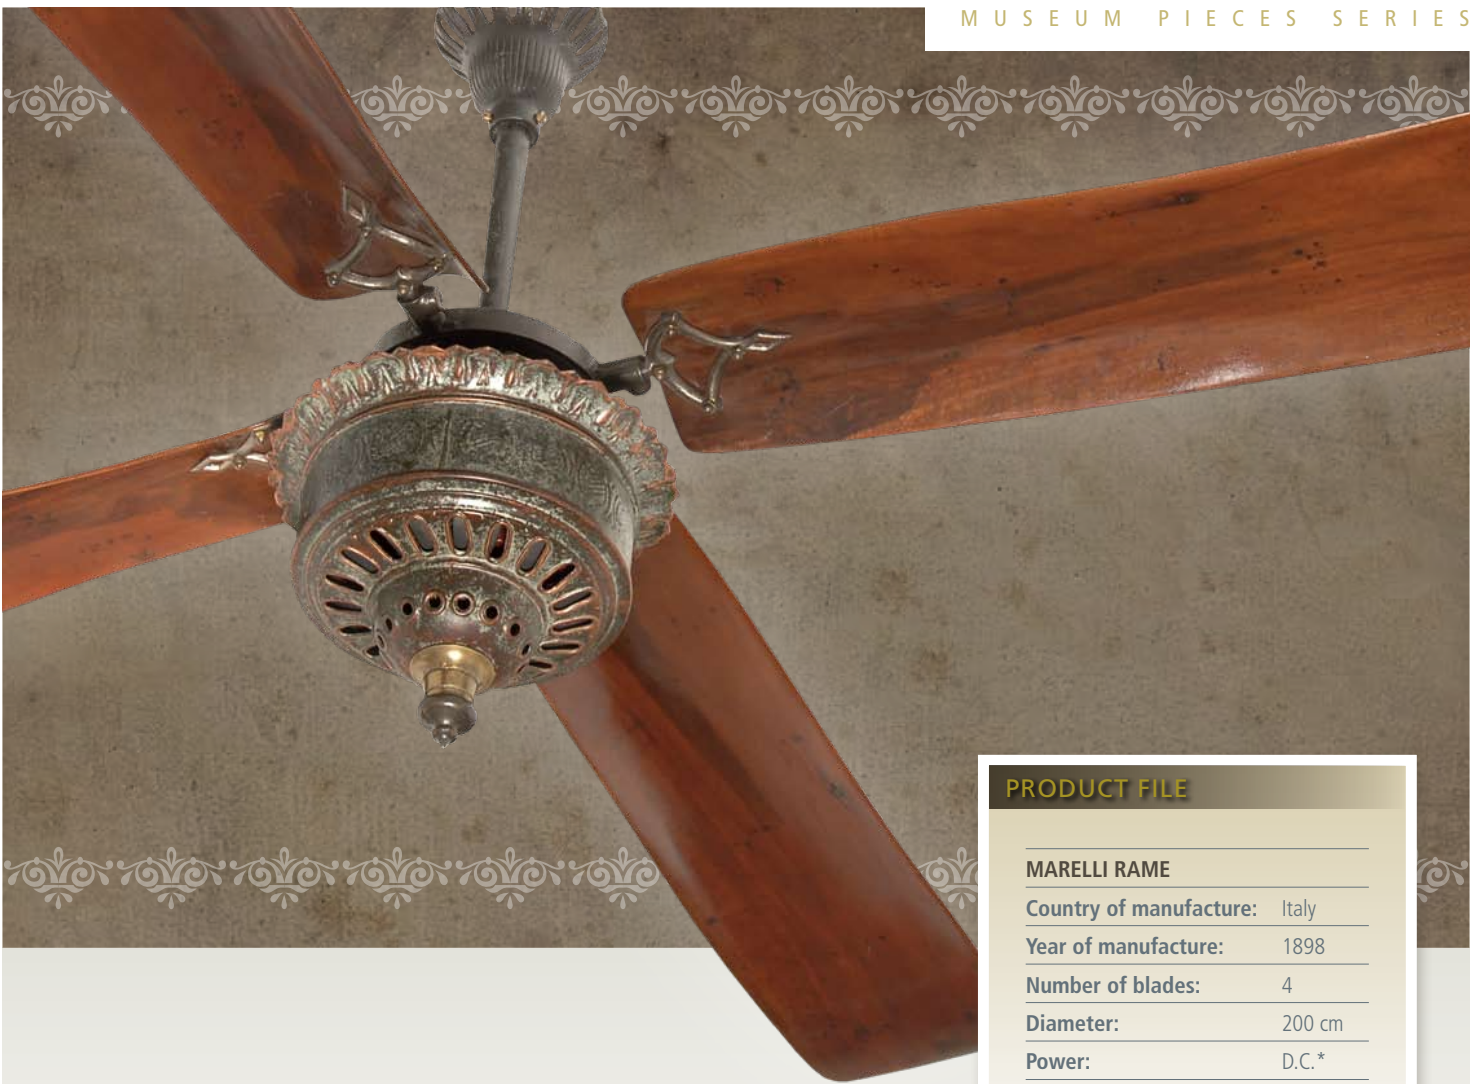 MUSEUM PIECES SERIES
PRODUCT FILE
MARELLI RAME
Country of manufacture: Italy
Year of manufacture: 1898
Number of blades: 4
Diameter: 200 cm
Power: D.C.*